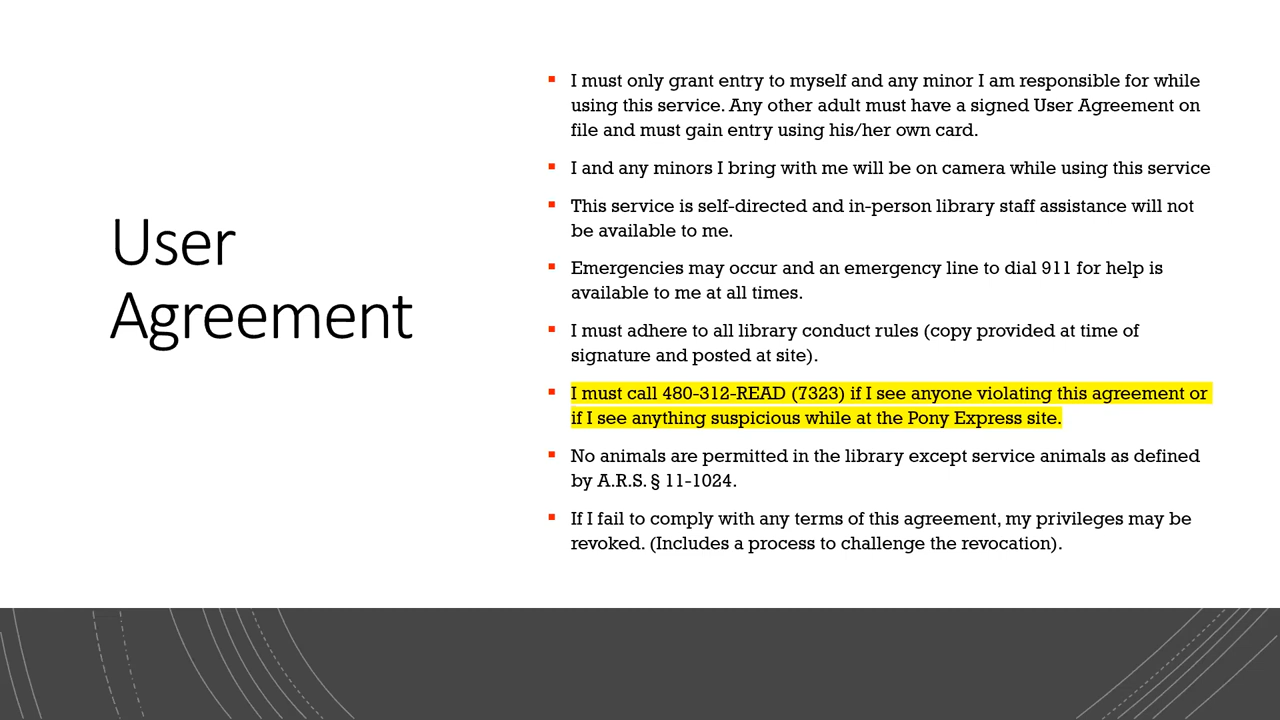 User
Agreement
I must only grant entry to myself and any minor I am responsible for while
using this service. Any other adult must have a signed User Agreement on
file and must gain entry using his/her own card.
I and any minors I bring with me will be on camera while using this service
This service is self-directed and in-person library staff assistance will not
be available to me.
Emergencies may occur and an emergency line to dial 911 for help is
available to me at all times.
I must adhere to all library conduct rules (copy provided at time of
signature and posted at site).
I must call 480-312-READ (7323) if I see anyone violating this agreement or
if I see anything suspicious while at the Pony Express site.
No animals are permitted in the library except service animals as defined
by A.R.S. § 11-1024.
If I fail to comply with any terms of this agreement, my privileges may be
revoked. (Includes a process to challenge the revocation).